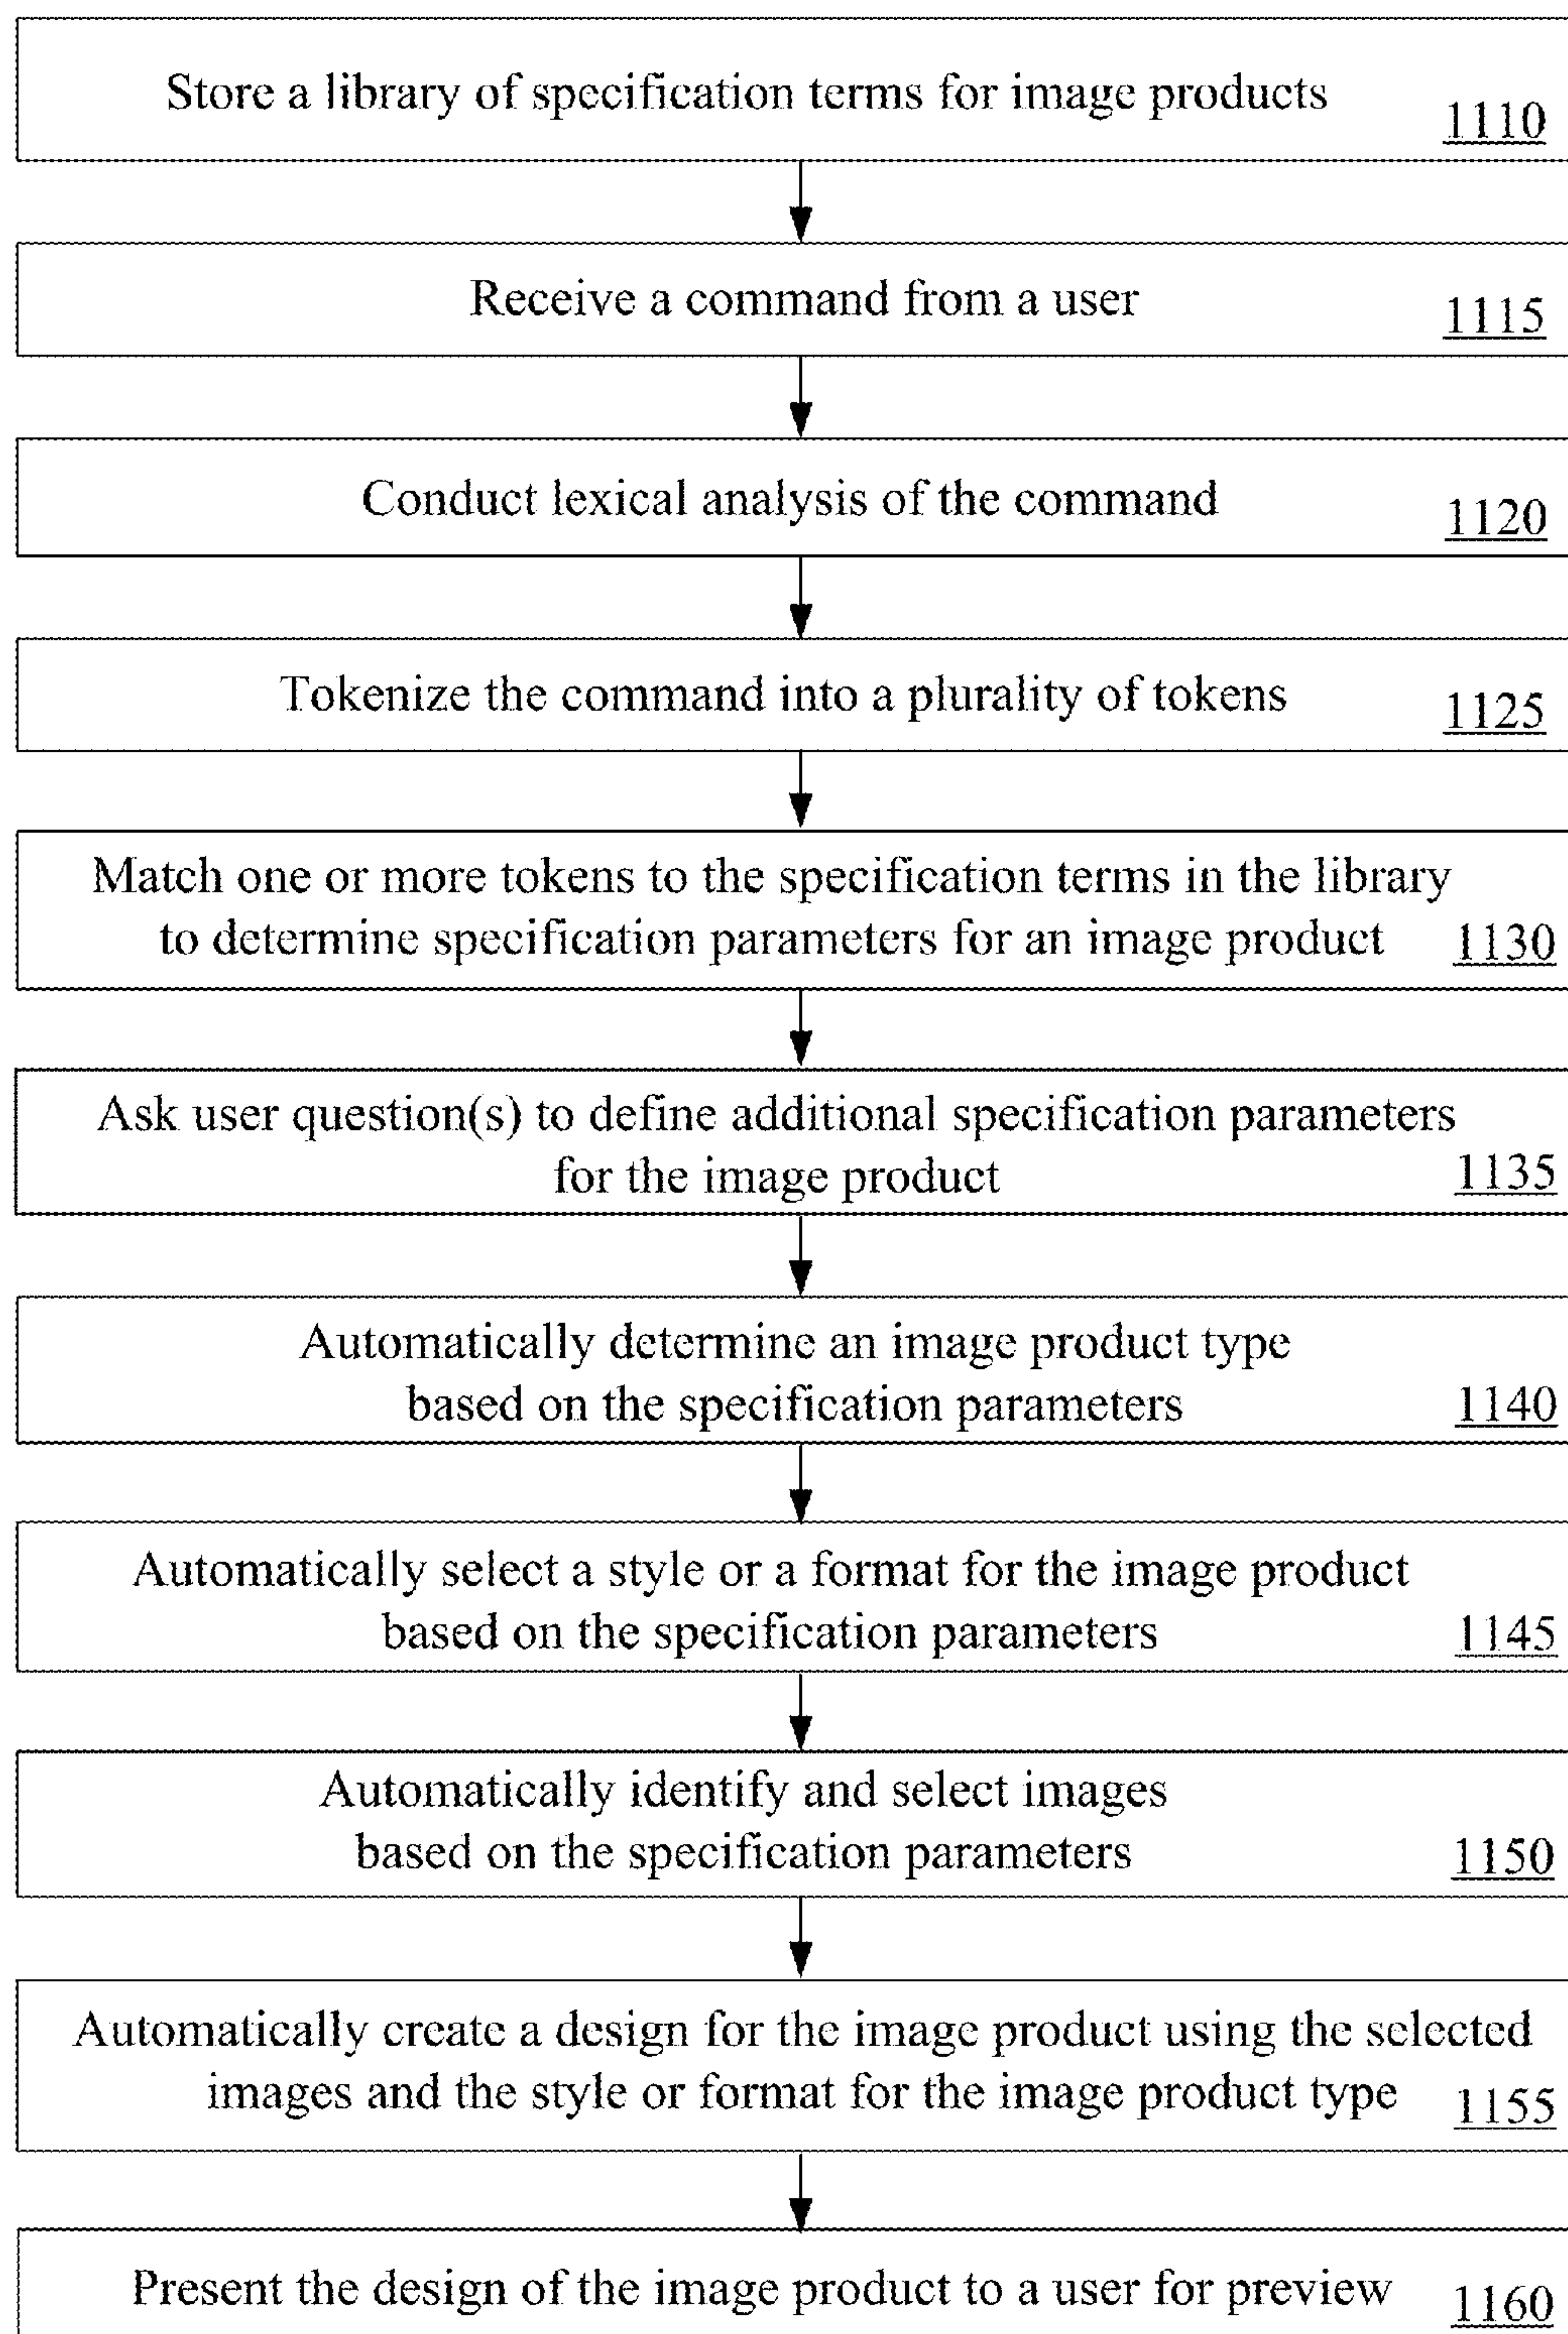 Store a library of specification terms for image products
1110
Receive a command from a user
1115
Conduct lexical analysis of the command
1120
Tokenize the command into a plurality of tokens
1125
Match one or more tokens to the specification terms in the library
to determine specification parameters for an image product
1130
Ask user question(s) to define additional specification parameters
for the image product
1135
Automatically determine an image product type
based on the specification parameters
1140
Automatically select a style or a format for the image product
based on the specification parameters
1145
Automatically identify and select images
based on the specification parameters
1150
Automatically create a design for the image product using the selected
images and the style or format for the image product type
1155
Present the design of the image product to a user for preview
1160